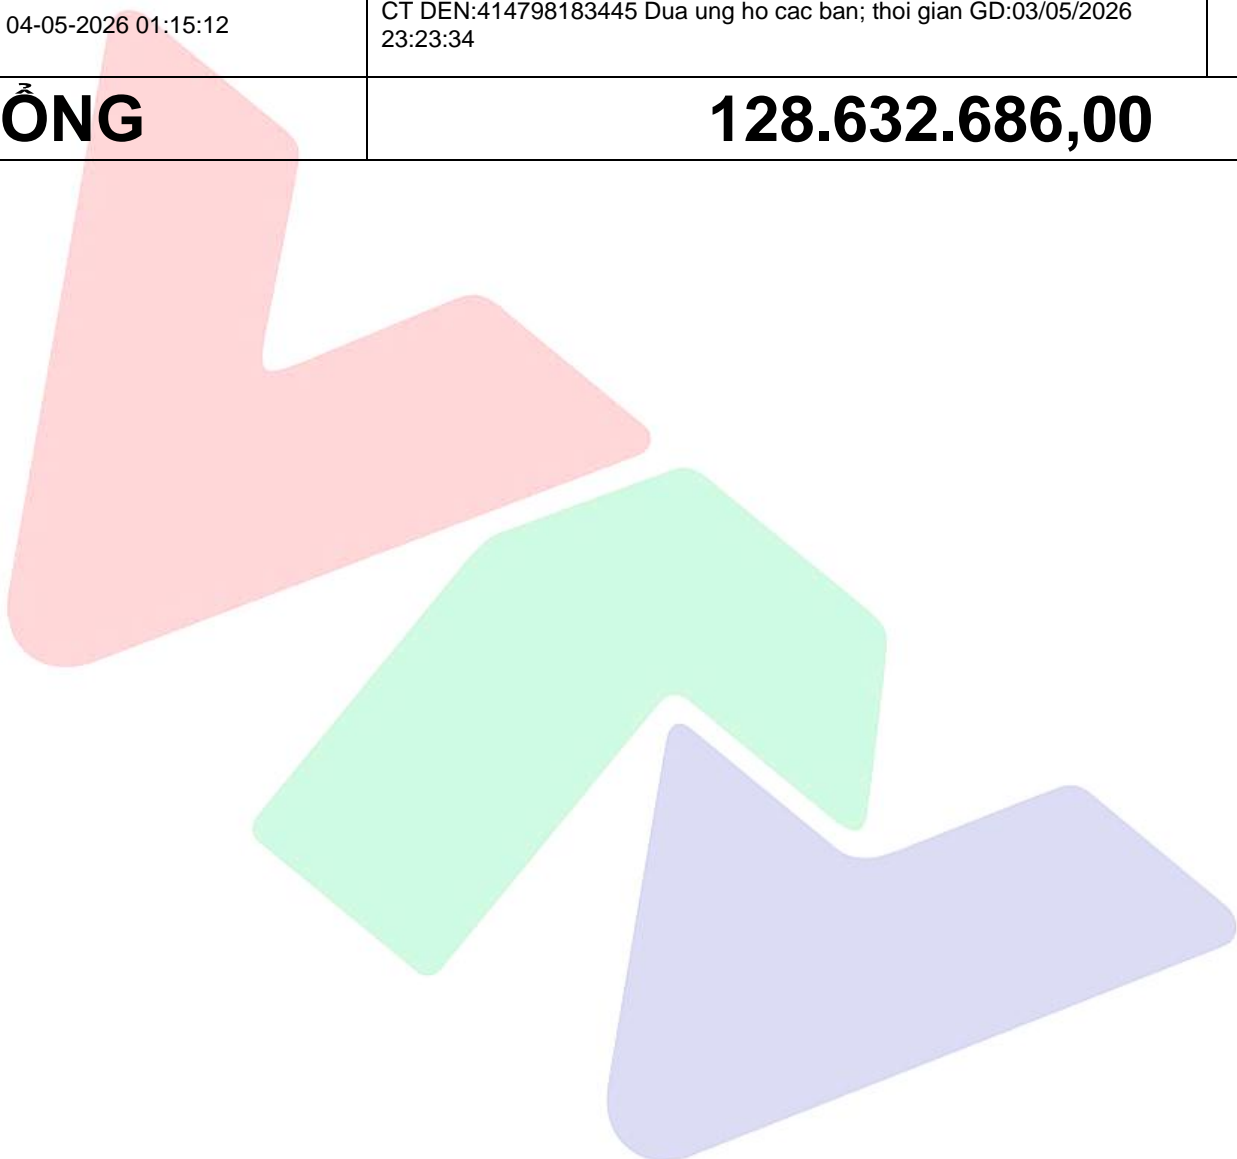 04-05-2026 01:15:12
CT DEN:414798183445 Dua ung ho cac ban; thoi gian GD:03/05/2026
23:23:34
ỔNG
128.632.686,00